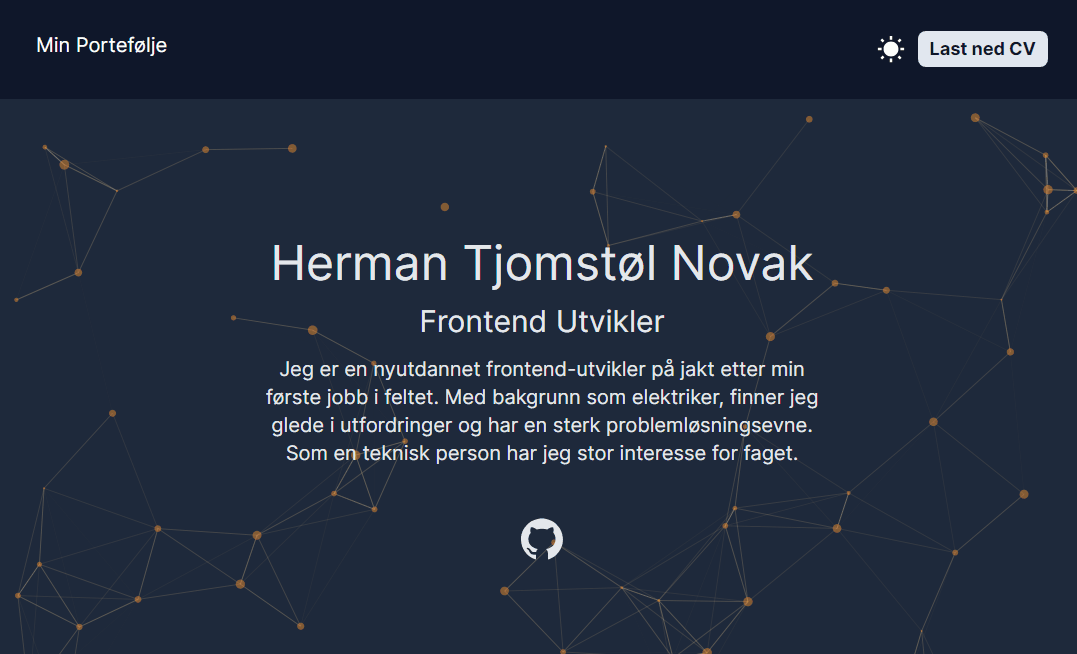 Min Portefølje
Last ned CV
Herman Tjomstøl Novak
Frontend Utvikler
Jeg er en nyutdannet frontend-utvikler på jakt etter min
første jobb i feltet. Med bakgrunn som elektriker, finner jeg
glede i utfordringer og har en sterk problemløsningsevne.
Som en teknisk person har jeg stor interesse for faget.